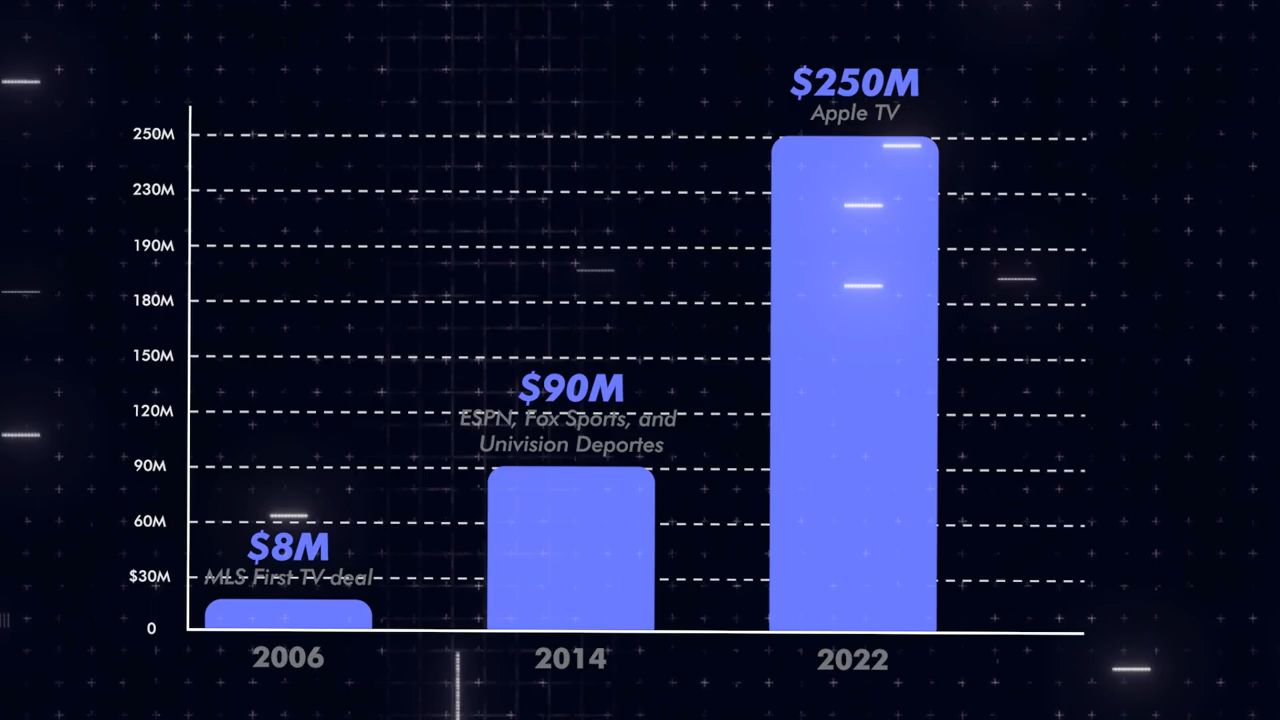 $250M
Apple TV
250M
230M
190M
180M
150M
$90M
120M
ESPN, Fox Sports, and
Univision Deportes
90M
60M
$8M
$30M
MLS First TV deal
0
2006
2014
2022